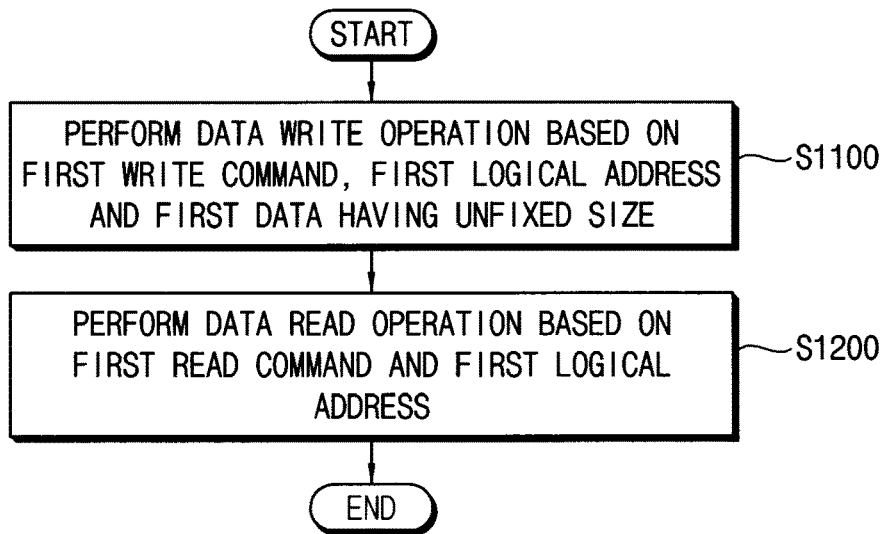 START
PERFORM DATA WRITE OPERATION BASED ON
FIRST WRITE COMMAND, FIRST LOGICAL ADDRESS
AND FIRST DATA HAVING UNFIXED SIZE
S1100
PERFORM DATA READ OPERATION BASED ON
FIRST READ COMMAND AND FIRST LOGICAL
ADDRESS
S1200
END